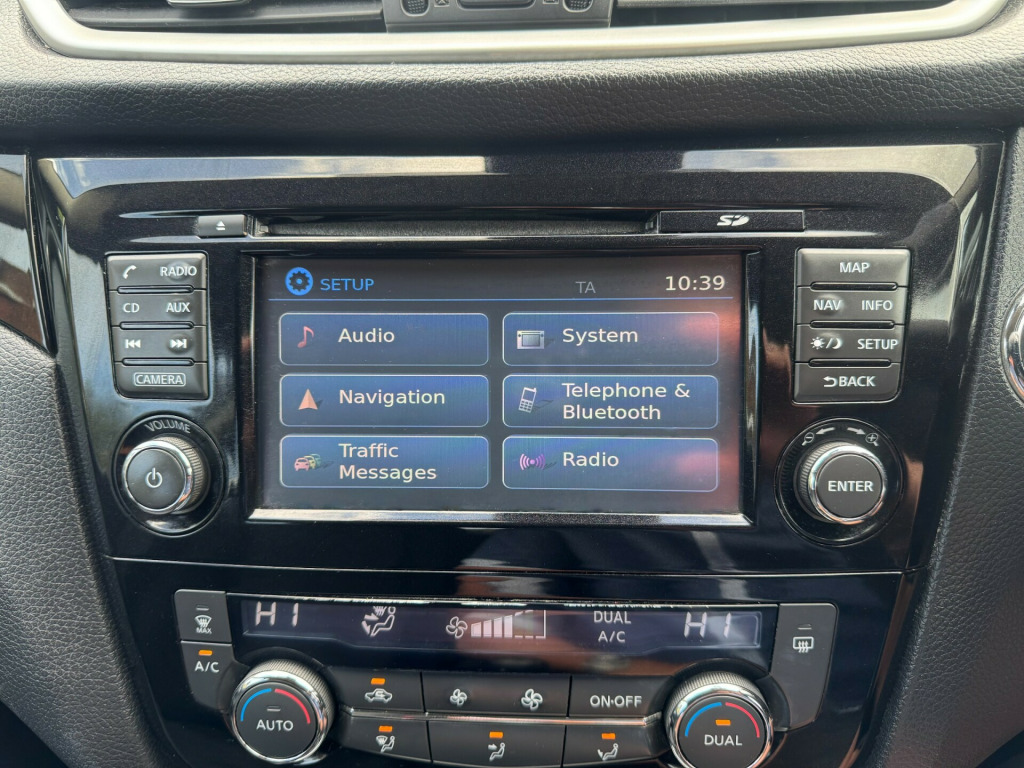 SD
RADIO
CD AUX
CAMERA
VOLUME
SETUP
TA
10:39
Audio
System
Navigation
Telephone &
Bluetooth
Traffic
Messages
Radio
MAP
NAV INFO
SETUP
BACK
ENTER
MAX
A/C
HI
DUAL
A/C
HI
AUTO
ON·OFF
DUAL